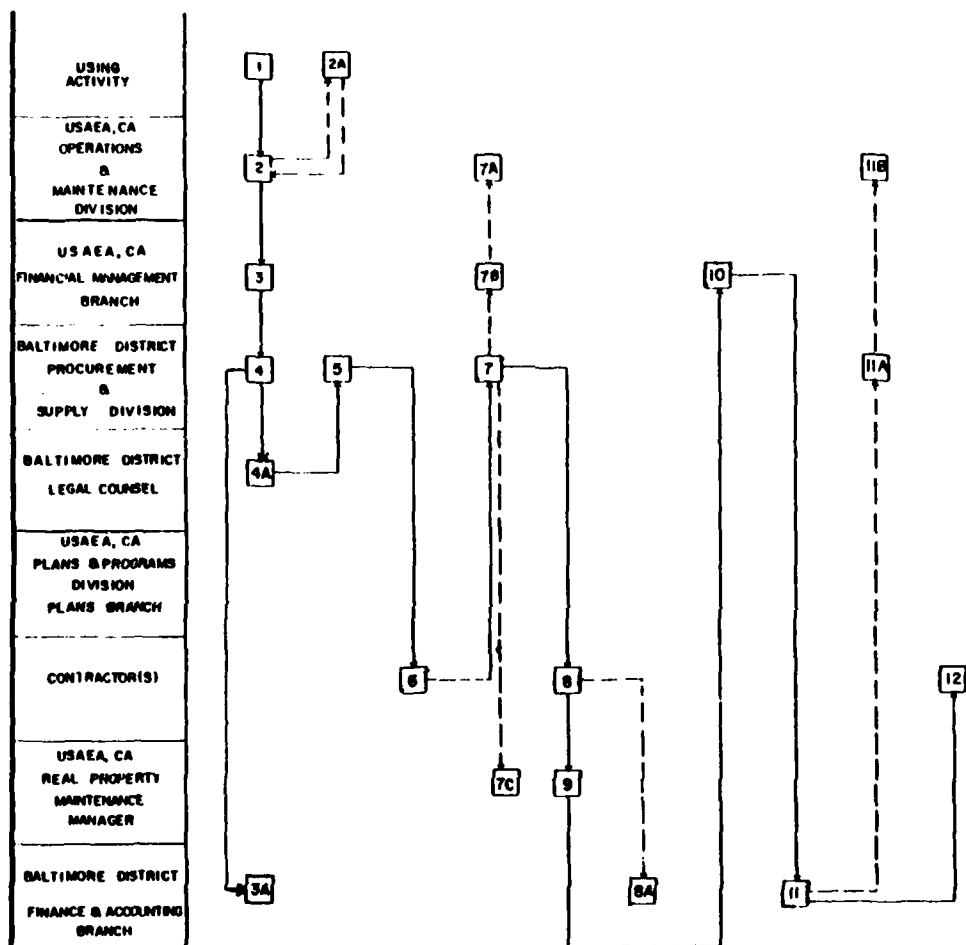 USING
ACTIVITY
1
2A
USAEA, CA
OPERATIONS
&
MAINTENANCE
DIVISION
2
7A
11B
USAEA, CA
FINANCIAL MANAGEMENT
BRANCH
3
7B
10
BALTIMORE DISTRICT
PROCUREMENT
&
SUPPLY DIVISION
4
5
7
11A
BALTIMORE DISTRICT
LEGAL COUNSEL
4A
USAEA, CA
PLANS & PROGRAMS
DIVISION
PLANS BRANCH
CONTRACTOR(S)
6
8
12
USAEA, CA
REAL PROPERTY
MAINTENANCE
MANAGER
7C
9
BALTIMORE DISTRICT
FINANCE & ACCOUNTING
BRANCH
3A
8A
11